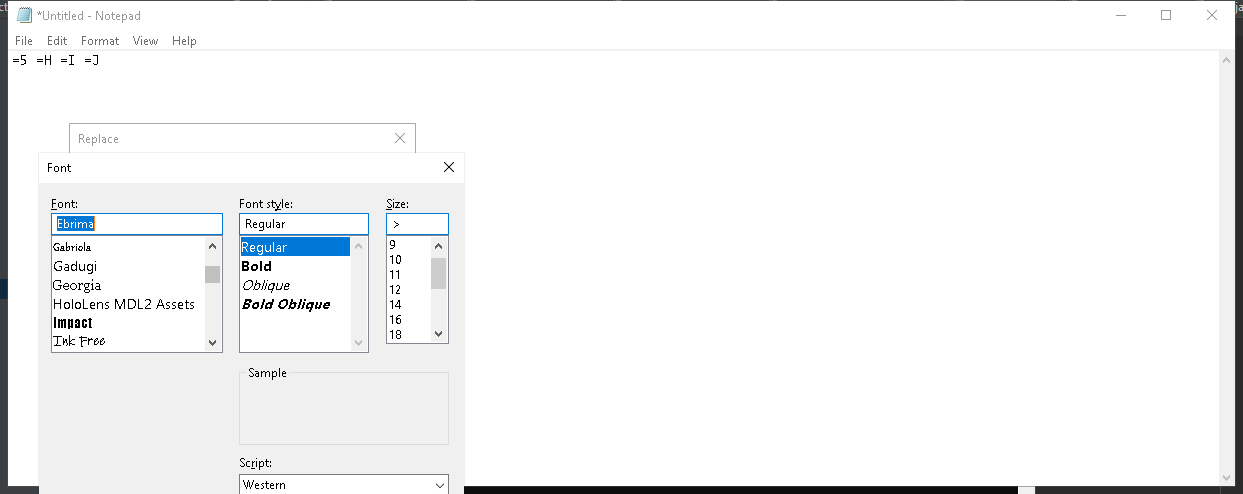 *Untitled - Notepad
File Edit Format View Help
=5 =H =I =J
Replace
Font
Font: Font style: Size:
Ebrima Regular >
Gabriola Regular 9
Gadugi Bold 10
Georgia Oblique 11
HoloLens MDL2 Assets Bold Oblique 12
Impact 14
Ink Free 16
18
Sample
Script:
Western